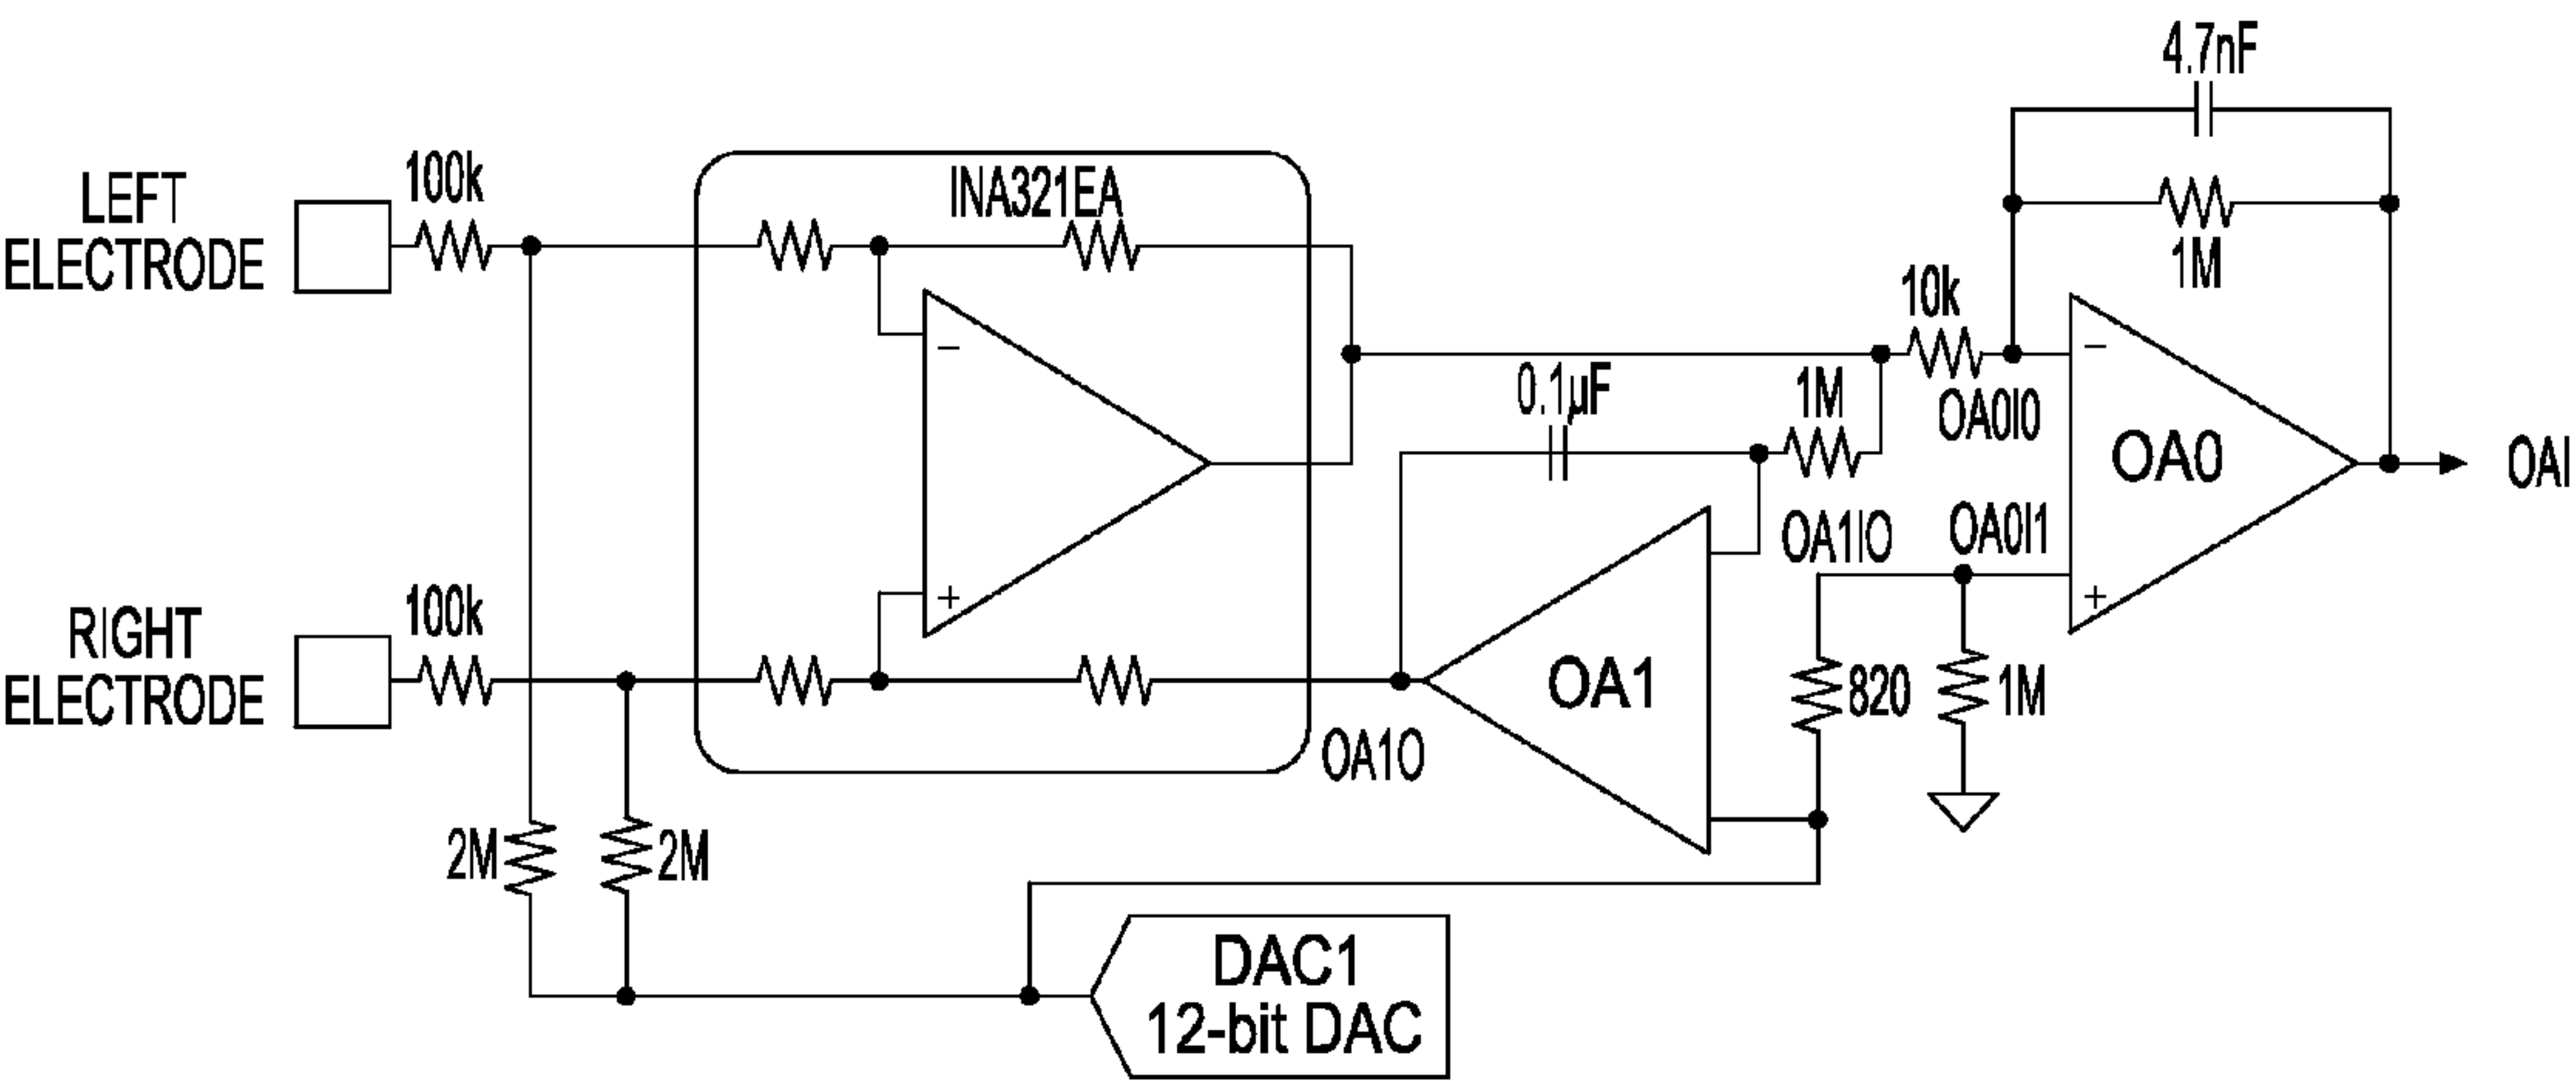 4.7nF
1M
LEFT
ELECTRODE
100k
INA321EA
-
10k
OA0I0
-
OA0
OAI
0.1µF
1M
OA1IO
OA0I1
+
RIGHT
ELECTRODE
100k
+
OA1
820
1M
OA1O
2M
2M
DAC1
12-bit DAC